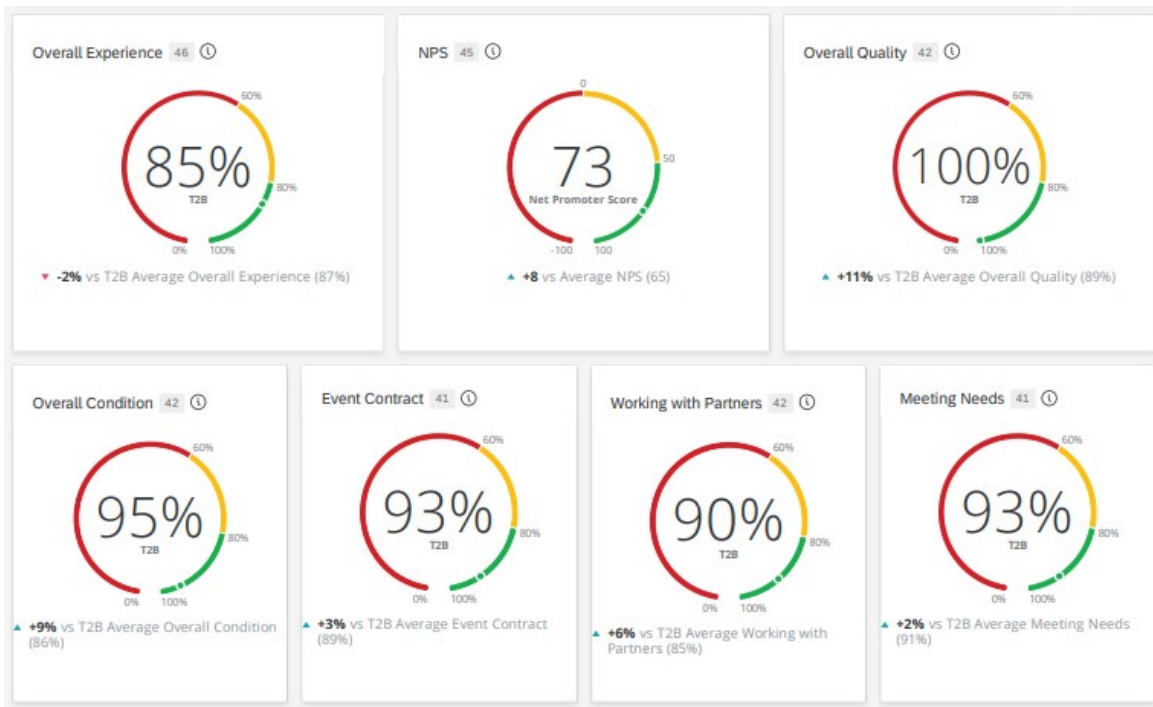 Overall Experience 46
60%
85%
T2B
80%
0% 100%
-2% vs T2B Average Overall Experience (87%)
NPS 45
0
73
50
Net Promoter Score
-100 100
+8 vs Average NPS (65)
Overall Quality 42
60%
100%
T2B
80%
0% 100%
+11% vs T2B Average Overall Quality (89%)
Overall Condition 42
60%
95%
T2B
80%
0% 100%
+9% vs T2B Average Overall Condition
(86%)
Event Contract 41
60%
93%
T2B
80%
0% 100%
+3% vs T2B Average Event Contract
(89%)
Working with Partners 42
60%
90%
T2B
80%
0% 100%
+6% vs T2B Average Working with
Partners (85%)
Meeting Needs 41
60%
93%
T2B
80%
0% 100%
+2% vs T2B Average Meeting Needs
(91%)